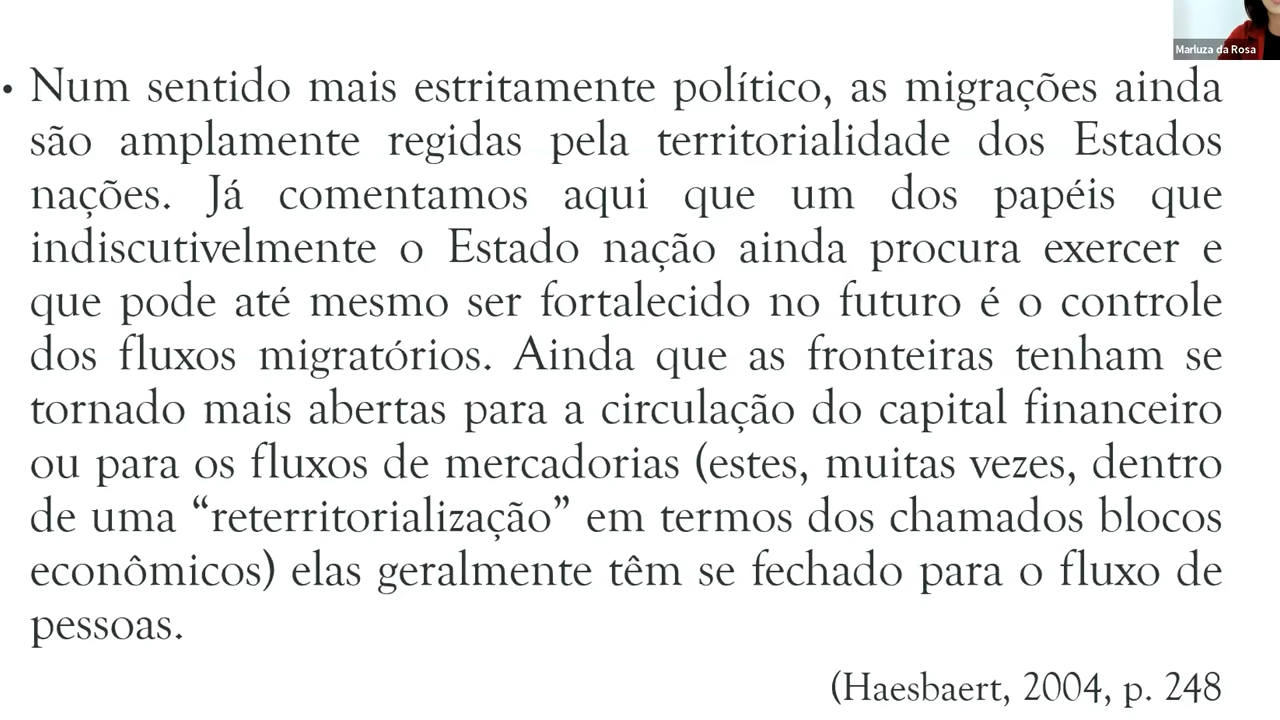 Marluza da Rosa
• Num sentido mais estritamente político, as migrações ainda
são amplamente regidas pela territorialidade dos Estados
nações. Já comentamos aqui que um dos papéis que
indiscutivelmente o Estado nação ainda procura exercer e
que pode até mesmo ser fortalecido no futuro é o controle
dos fluxos migratórios. Ainda que as fronteiras tenham se
tornado mais abertas para a circulação do capital financeiro
ou para os fluxos de mercadorias (estes, muitas vezes, dentro
de uma “reterritorialização” em termos dos chamados blocos
econômicos) elas geralmente têm se fechado para o fluxo de
pessoas.
(Haesbaert, 2004, p. 248